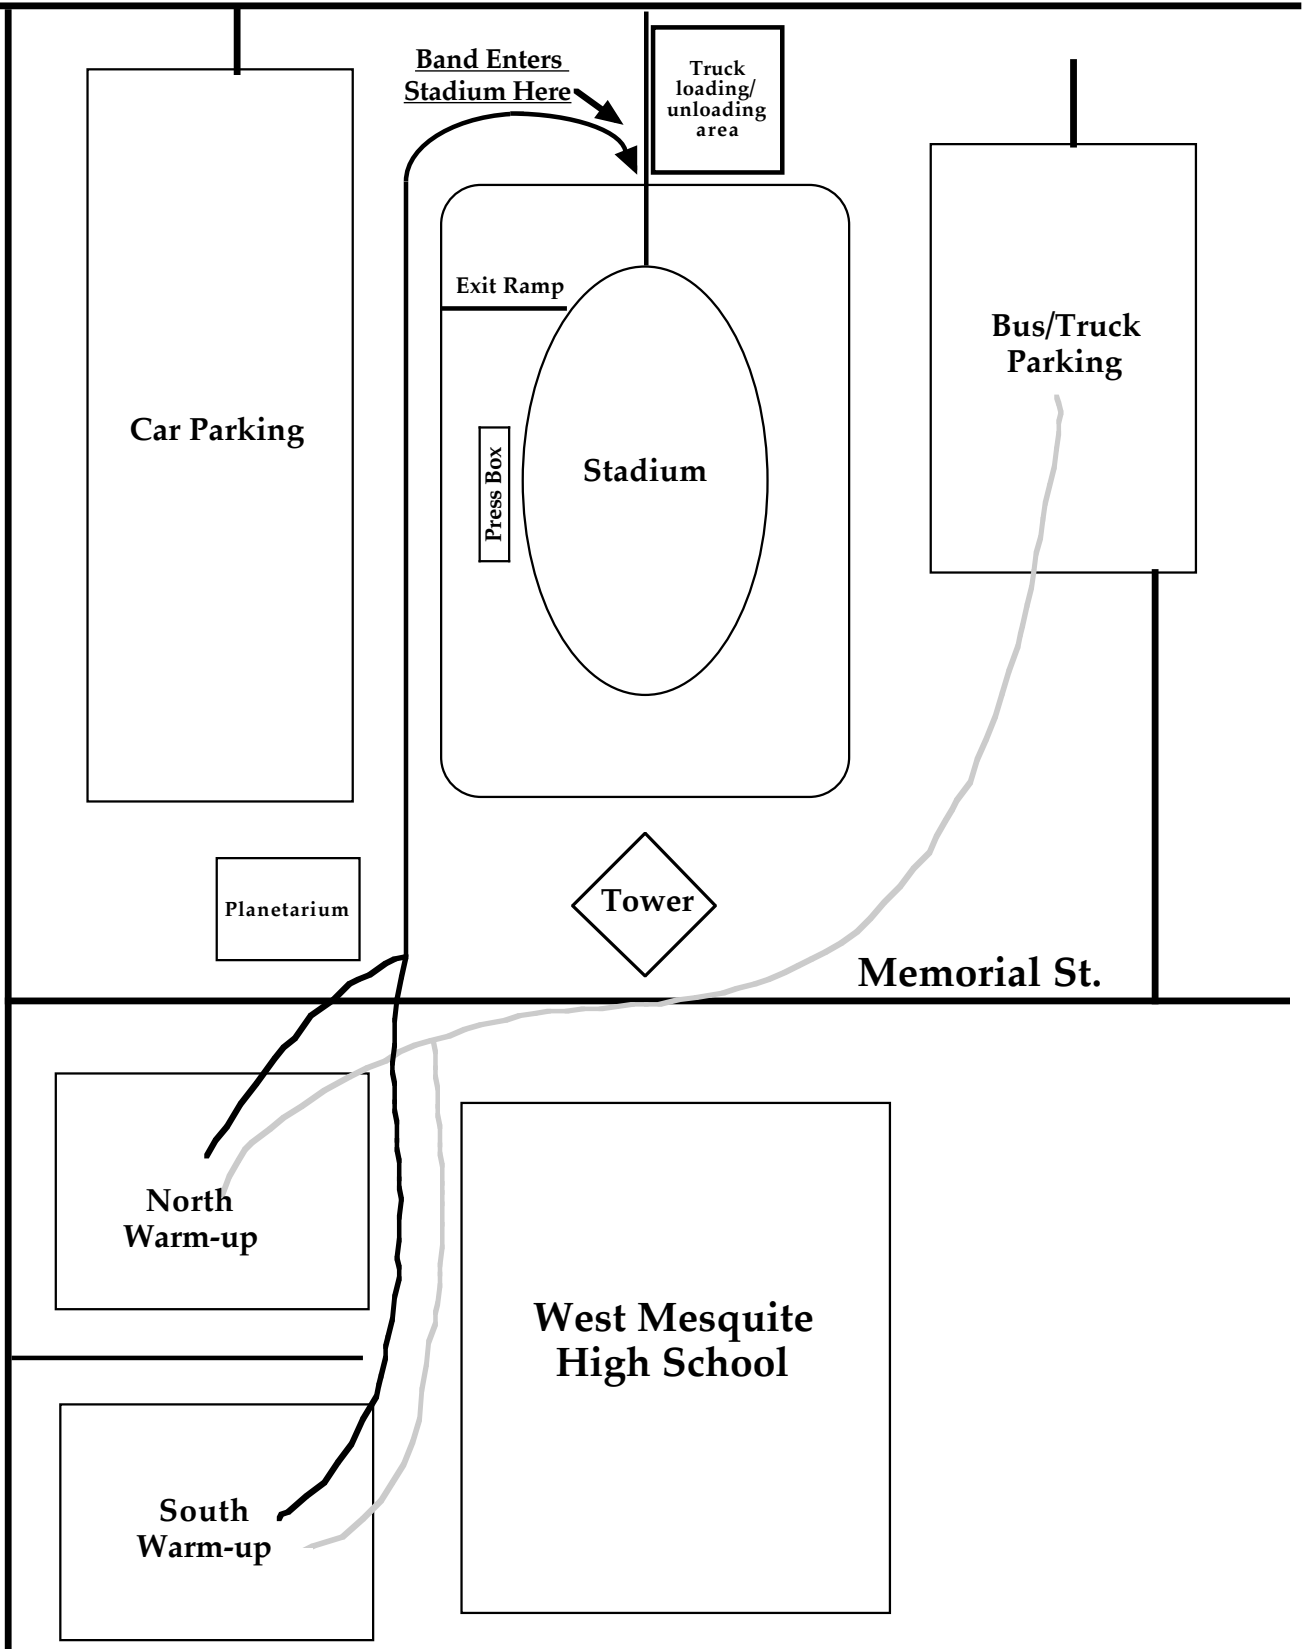 Band Enters
Stadium Here
Truck
loading/
unloading
area
Exit Ramp
Bus/Truck
Parking
Car Parking
Press Box
Stadium
Planetarium
Tower
Memorial St.
North
Warm-up
West Mesquite
High School
South
Warm-up